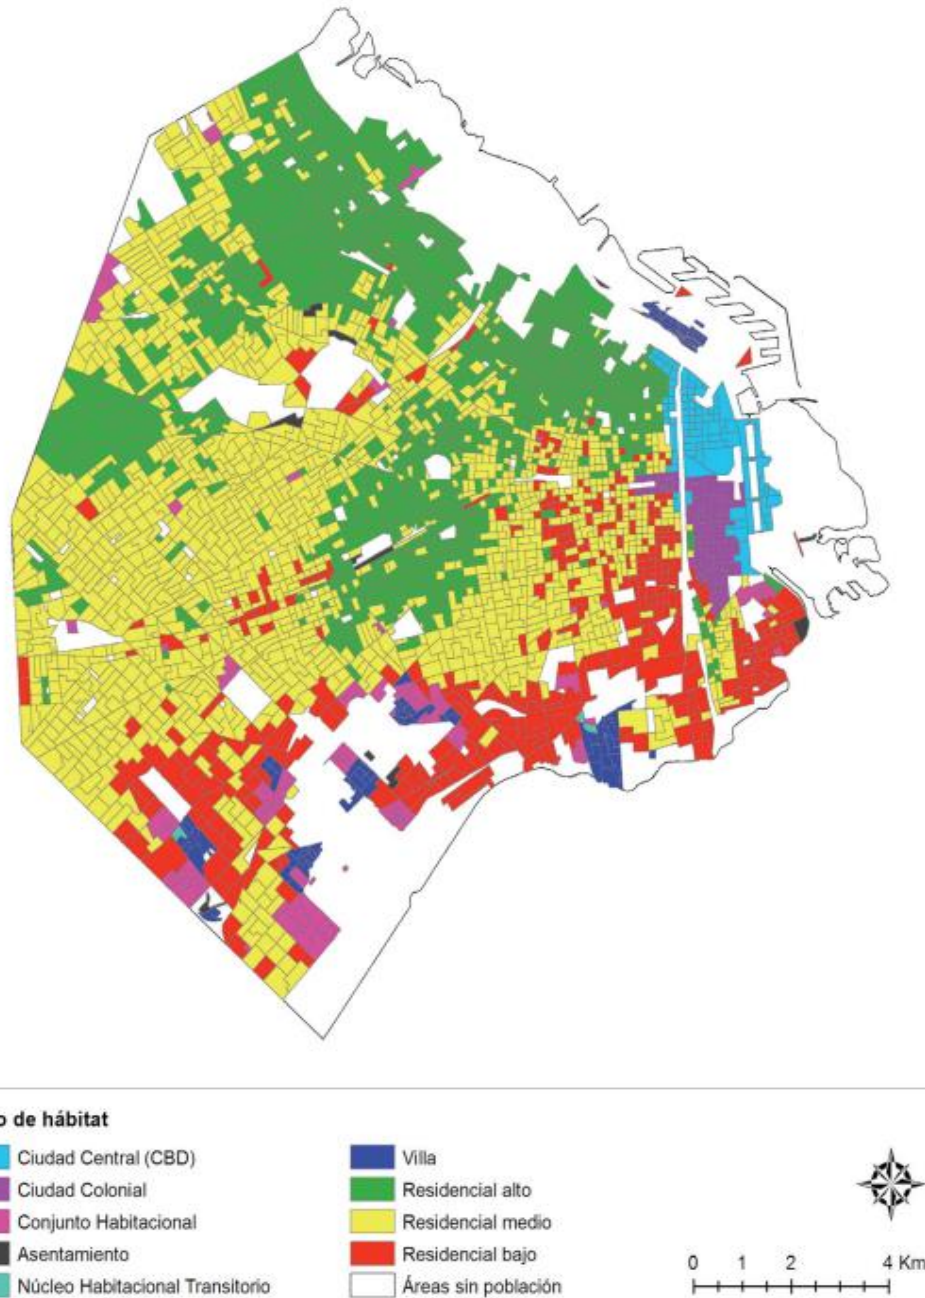 o de hábitat
Ciudad Central (CBD)
Ciudad Colonial
Conjunto Habitacional
Asentamiento
Núcleo Habitacional Transitorio
Villa
Residencial alto
Residencial medio
Residencial bajo
Áreas sin población
0 1 2 4 Km